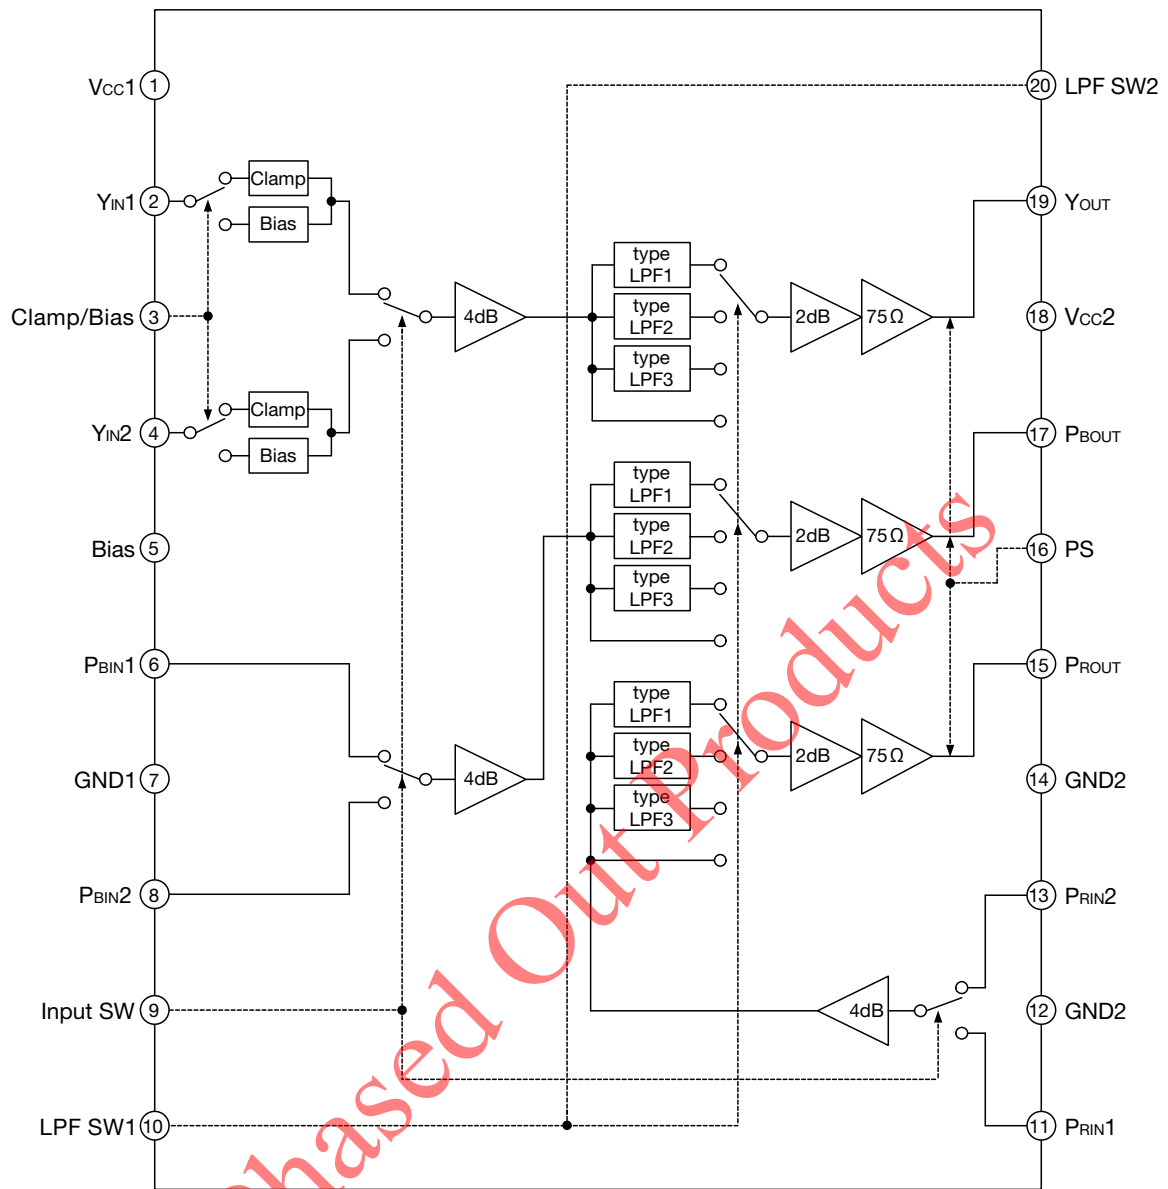 VCC1 1
20 LPF SW2
Clamp
YIN1 2
Bias
19 YOUT
type
LPF1
Clamp/Bias 3
4dB
type
LPF2
2dB
75Ω
18 VCC2
type
LPF3
Clamp
YIN2 4
Bias
17 PBOUT
type
LPF1
Bias 5
type
LPF2
2dB
75Ω
16 PS
type
LPF3
PBIN1 6
15 PROUT
type
LPF1
GND1 7
4dB
type
LPF2
2dB
75Ω
14 GND2
type
LPF3
PBIN2 8
13 PRIN2
Input SW 9
4dB
12 GND2
LPF SW1 10
11 PRIN1
Phased Out Products